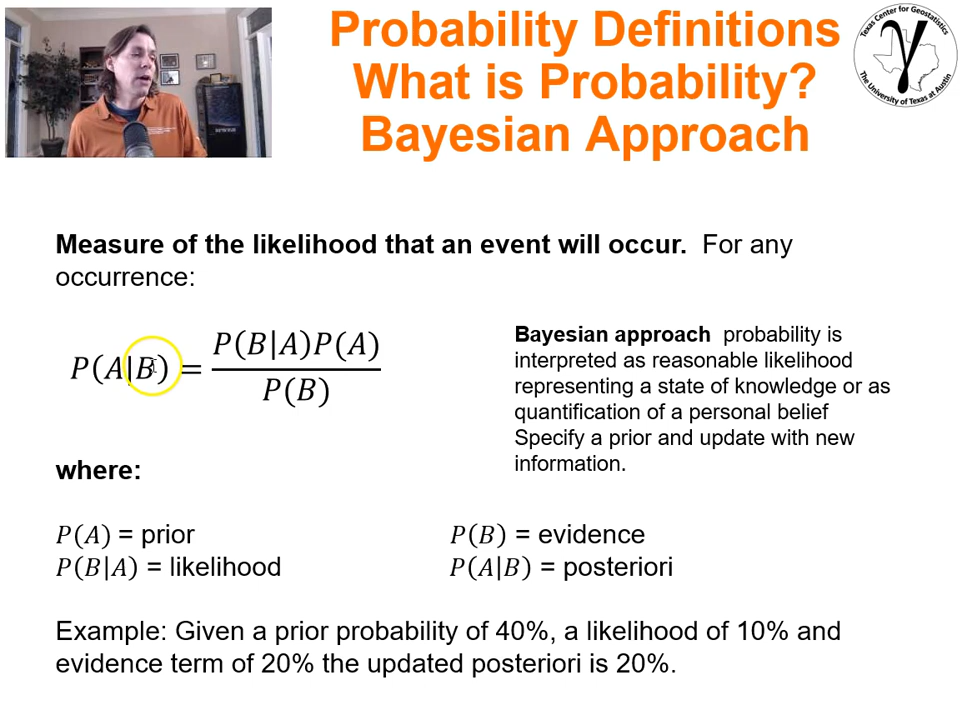 Probability Definitions
What is Probability?
Bayesian Approach
Texas Center for Geostatistics
The University of Texas at Austin
γ
Measure of the likelihood that an event will occur.  For any
occurrence:
P(A|B) = P(B|A)P(A) / P(B)
Bayesian approach  probability is
interpreted as reasonable likelihood
representing a state of knowledge or as
quantification of a personal belief
Specify a prior and update with new
information.
where:
P(A) = prior
P(B|A) = likelihood
P(B) = evidence
P(A|B) = posteriori
Example: Given a prior probability of 40%, a likelihood of 10% and
evidence term of 20% the updated posteriori is 20%.